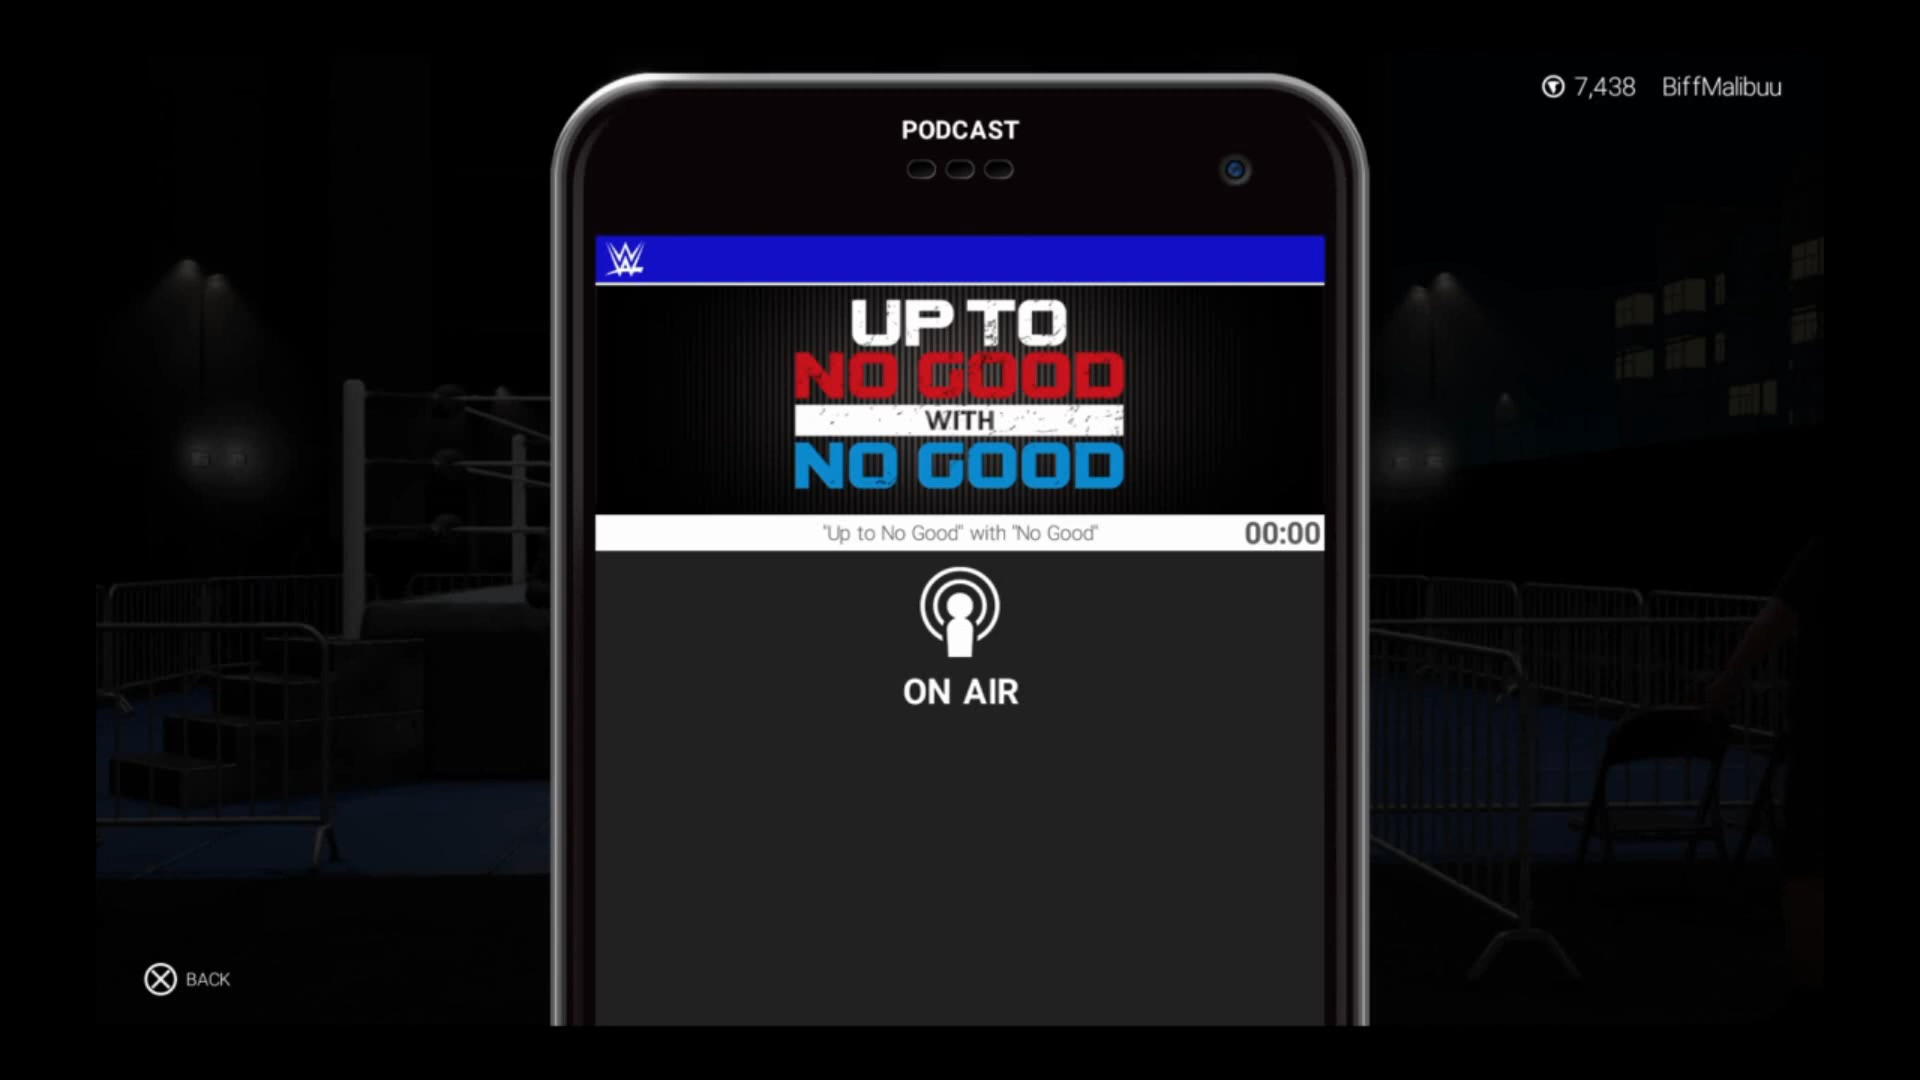 7,438 BiffMalibuu
PODCAST
W
UP TO
NO GOOD
WITH
NO GOOD
"Up to No Good" with "No Good" 00:00
ON AIR
BACK